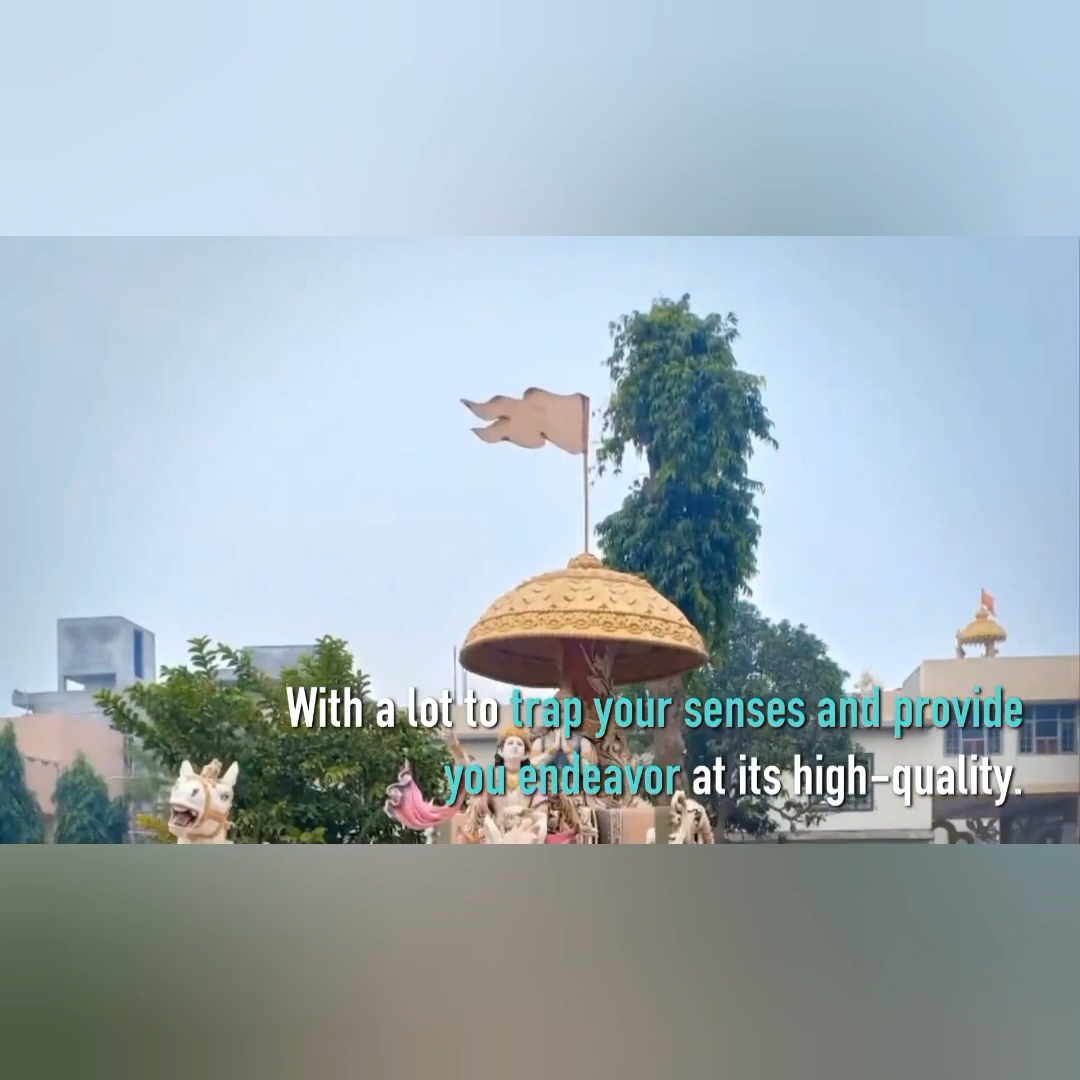 With a lot to trap your senses and provide
you endeavor at its high-quality.